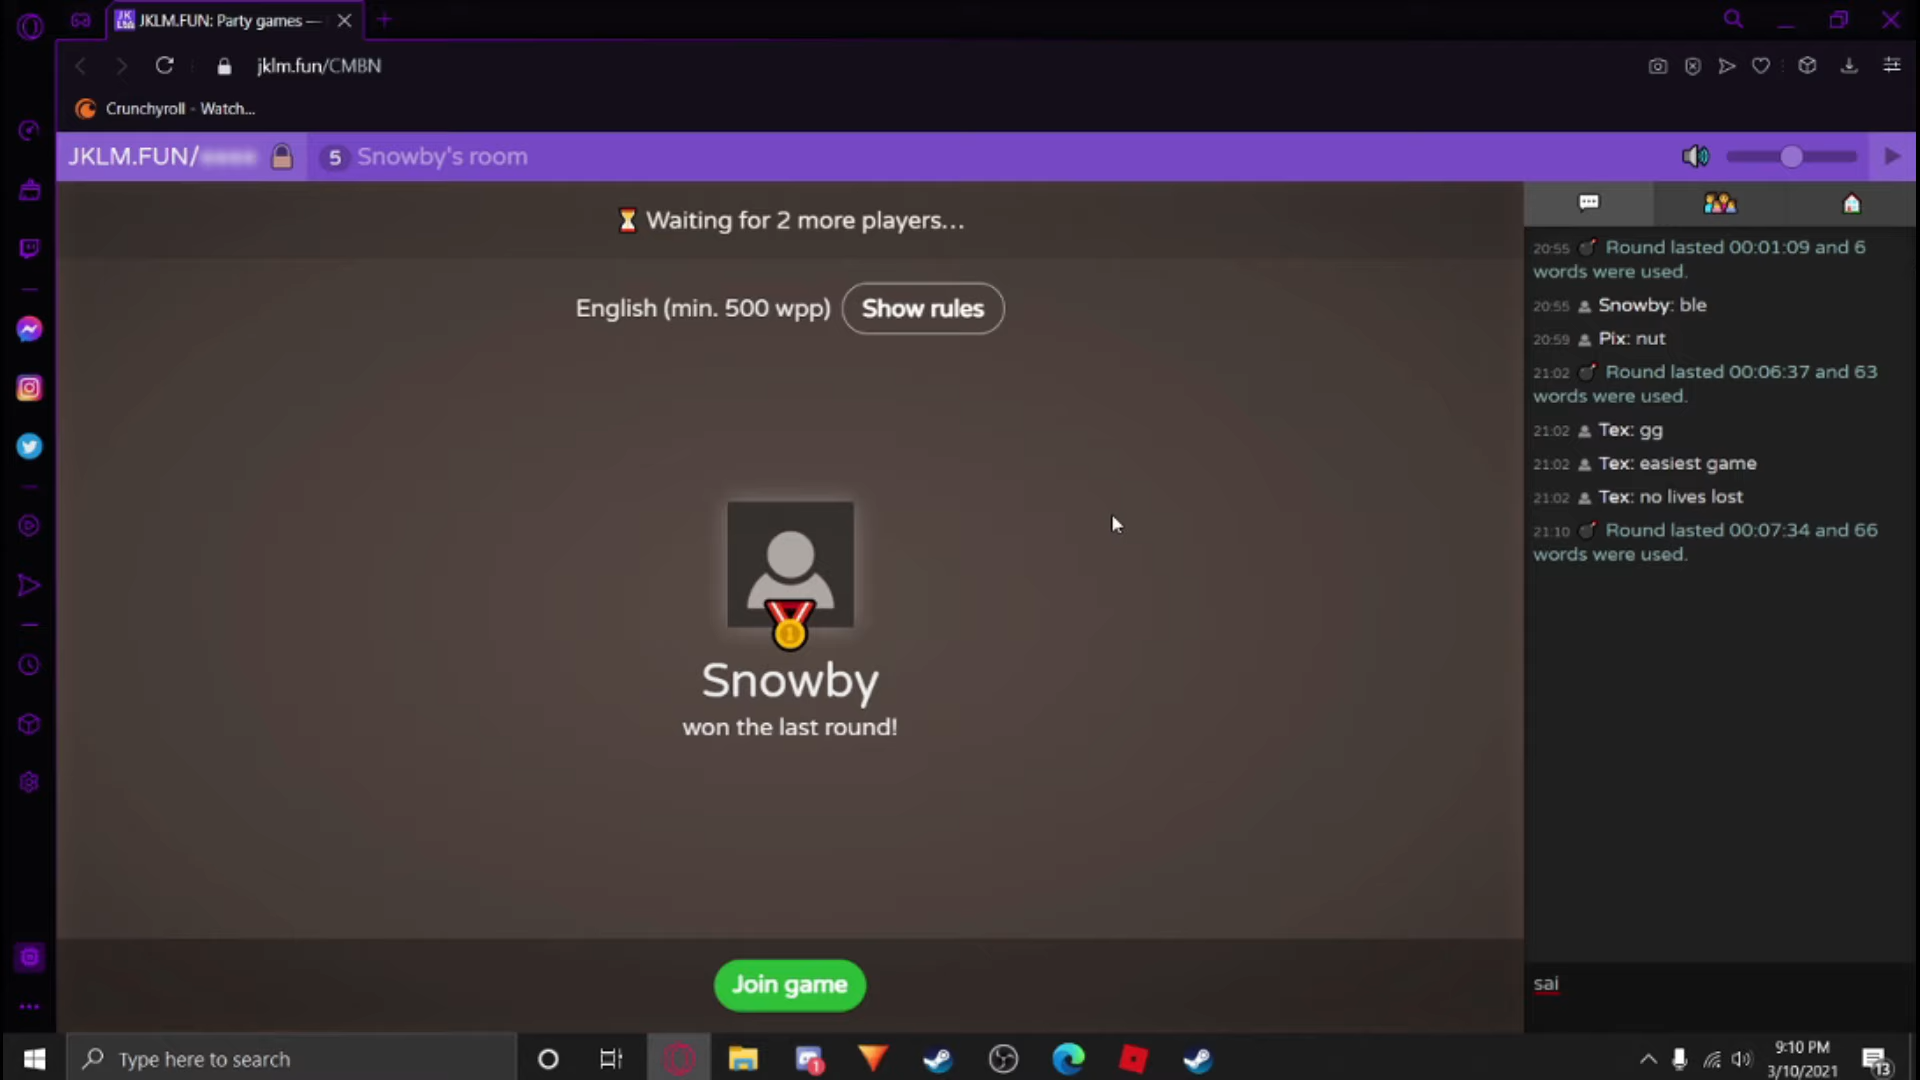 JKLM.FUN: Party games —
jklm.fun/CMBN
Crunchyroll - Watch...
JKLM.FUN/
5 Snowby's room
Waiting for 2 more players...
English (min. 500 wpp) Show rules
Snowby
won the last round!
Join game
20:55 Round lasted 00:01:09 and 6
words were used.
20:55 Snowby: ble
20:59 Pix: nut
21:02 Round lasted 00:06:37 and 63
words were used.
21:02 Tex: gg
21:02 Tex: easiest game
21:02 Tex: no lives lost
21:10 Round lasted 00:07:34 and 66
words were used.
sai
Type here to search
1
9:10 PM
3/10/2021
13